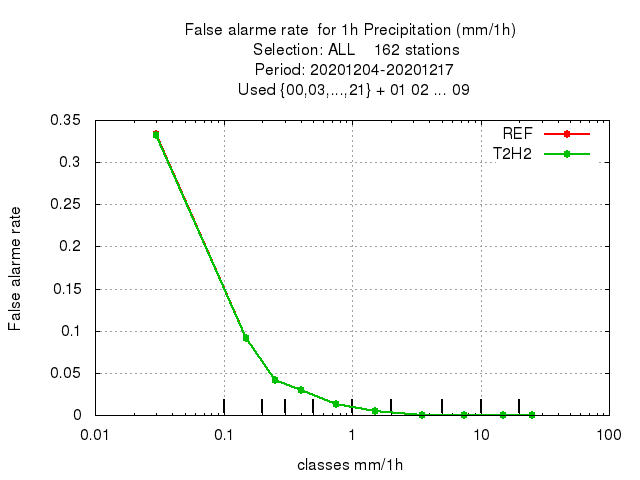 False alarme rate  for 1h Precipitation (mm/1h)
Selection: ALL    162 stations
Period: 20201204-20201217
Used {00,03,...,21} + 01 02 ... 09
REF
T2H2
0.35
0.3
0.25
0.2
0.15
0.1
0.05
0
False alarme rate
0.01 0.1 1 10 100
classes mm/1h